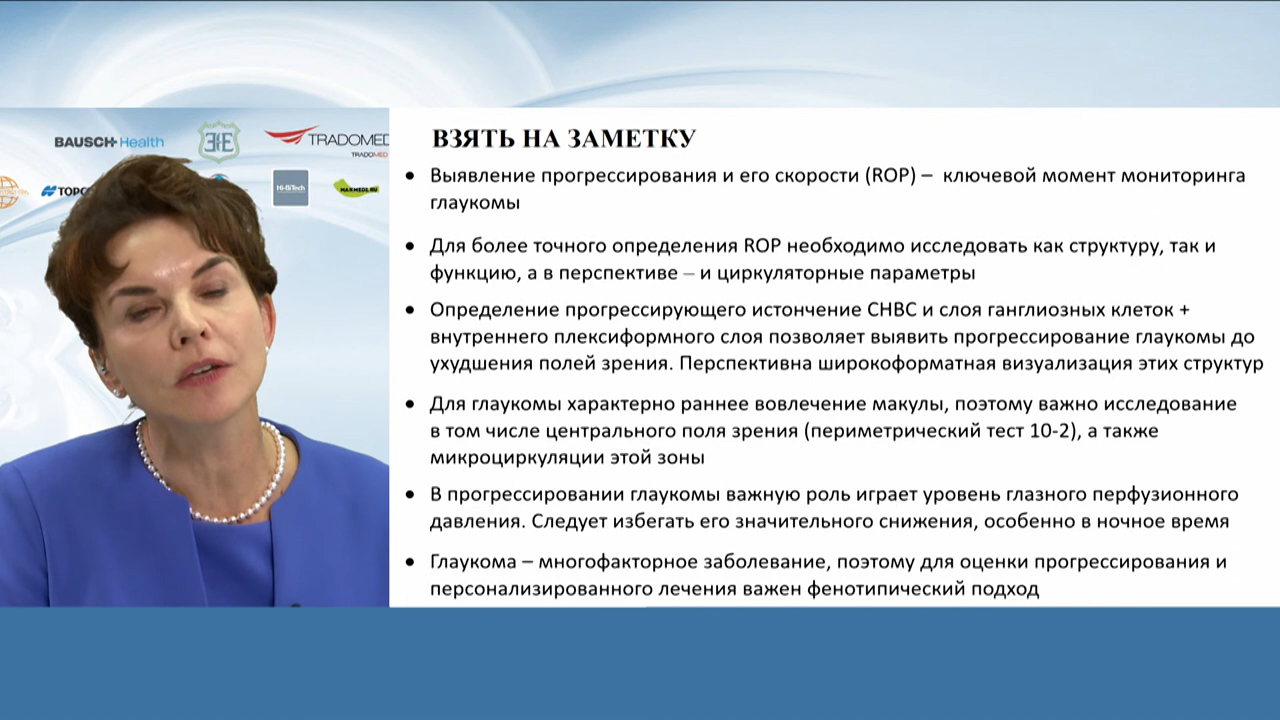 BAUSCH+Health
TRADOMED
TRADOMED
Hi-BiTech
MAXMEDZ.RU
ВЗЯТЬ НА ЗАМЕТКУ
• Выявление прогрессирования и его скорости (ROP) – ключевой момент мониторинга
глаукомы
• Для более точного определения ROP необходимо исследовать как структуру, так и
функцию, а в перспективе – и циркуляторные параметры
• Определение прогрессирующего истончение СНВС и слоя ганглиозных клеток +
внутреннего плексиформного слоя позволяет выявить прогрессирование глаукомы до
ухудшения полей зрения. Перспективна широкоформатная визуализация этих структур
• Для глаукомы характерно раннее вовлечение макулы, поэтому важно исследование
в том числе центрального поля зрения (периметрический тест 10-2), а также
микроциркуляции этой зоны
• В прогрессировании глаукомы важную роль играет уровень глазного перфузионного
давления. Следует избегать его значительного снижения, особенно в ночное время
• Глаукома – многофакторное заболевание, поэтому для оценки прогрессирования и
персонализированного лечения важен фенотипический подход